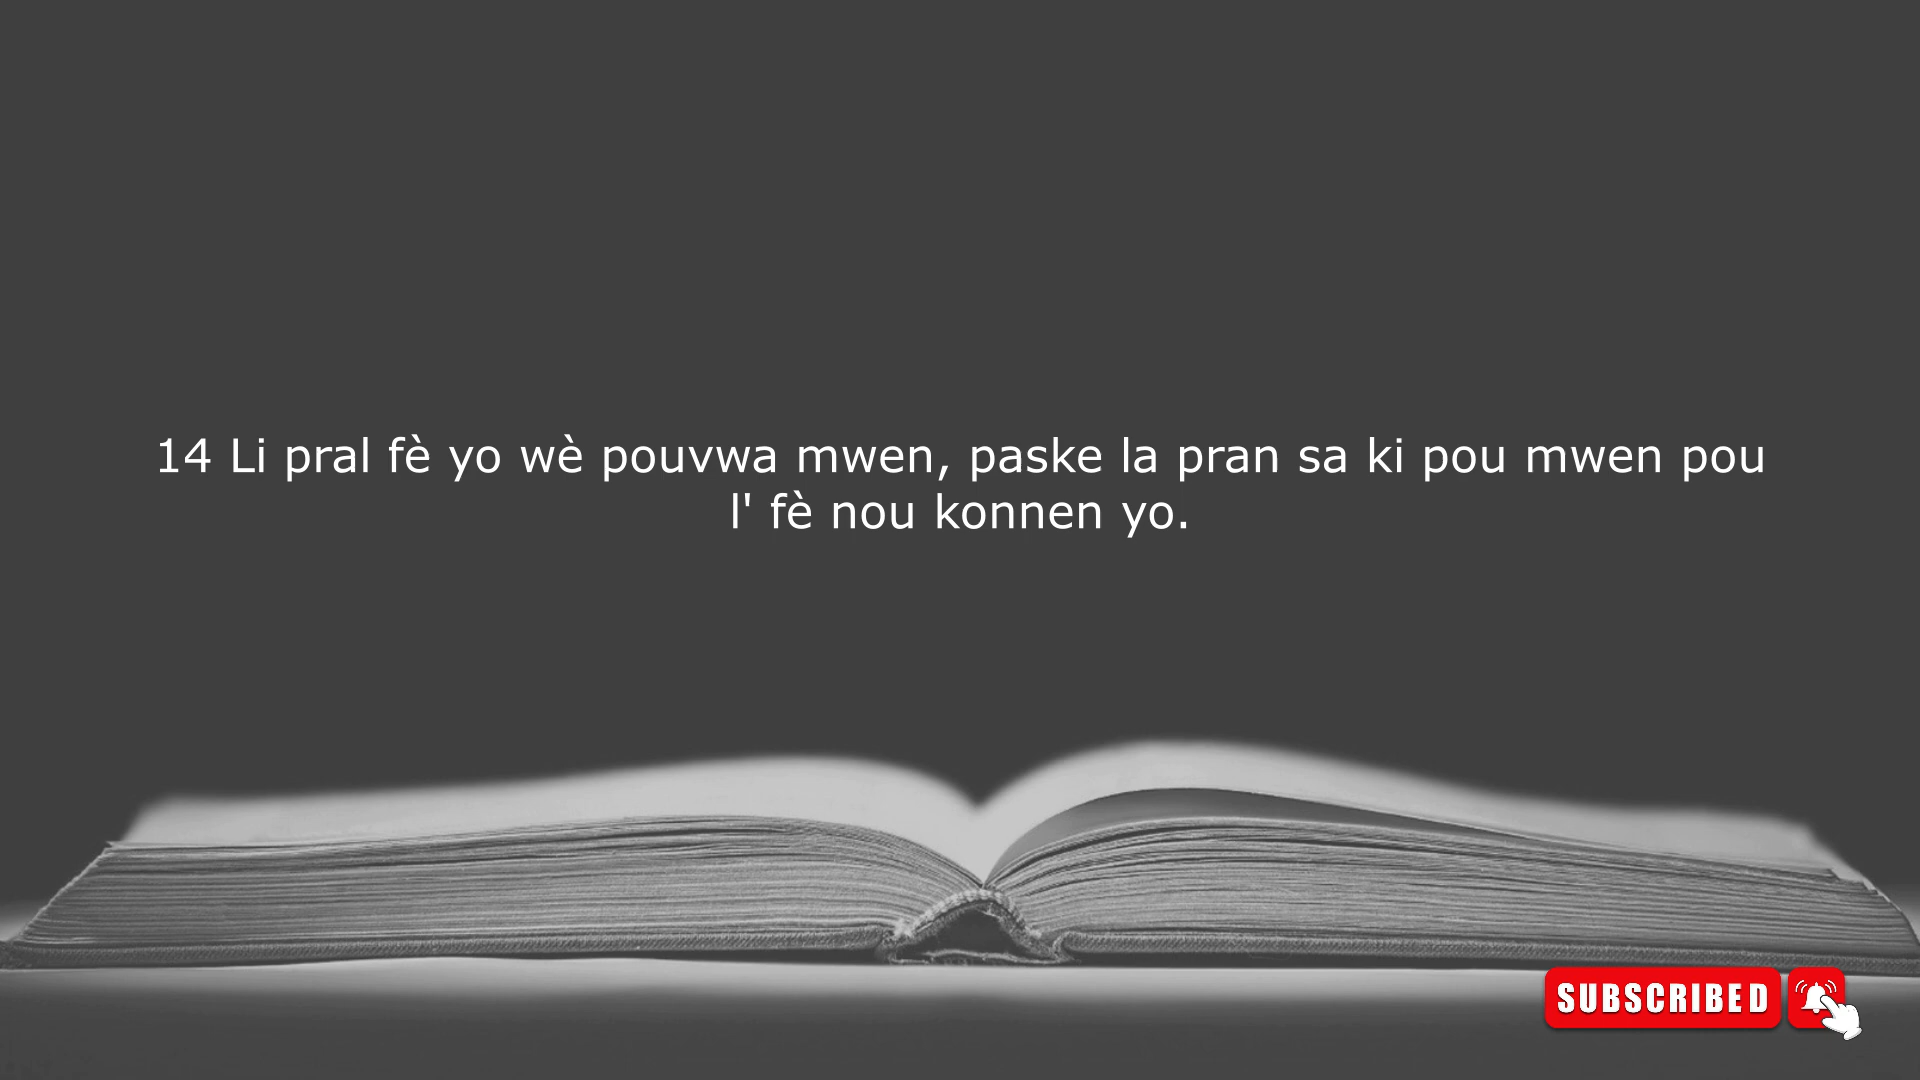 14 Li pral fè yo wè pouvwa mwen, paske la pran sa ki pou mwen pou
l' fè nou konnen yo.
SUBSCRIBED